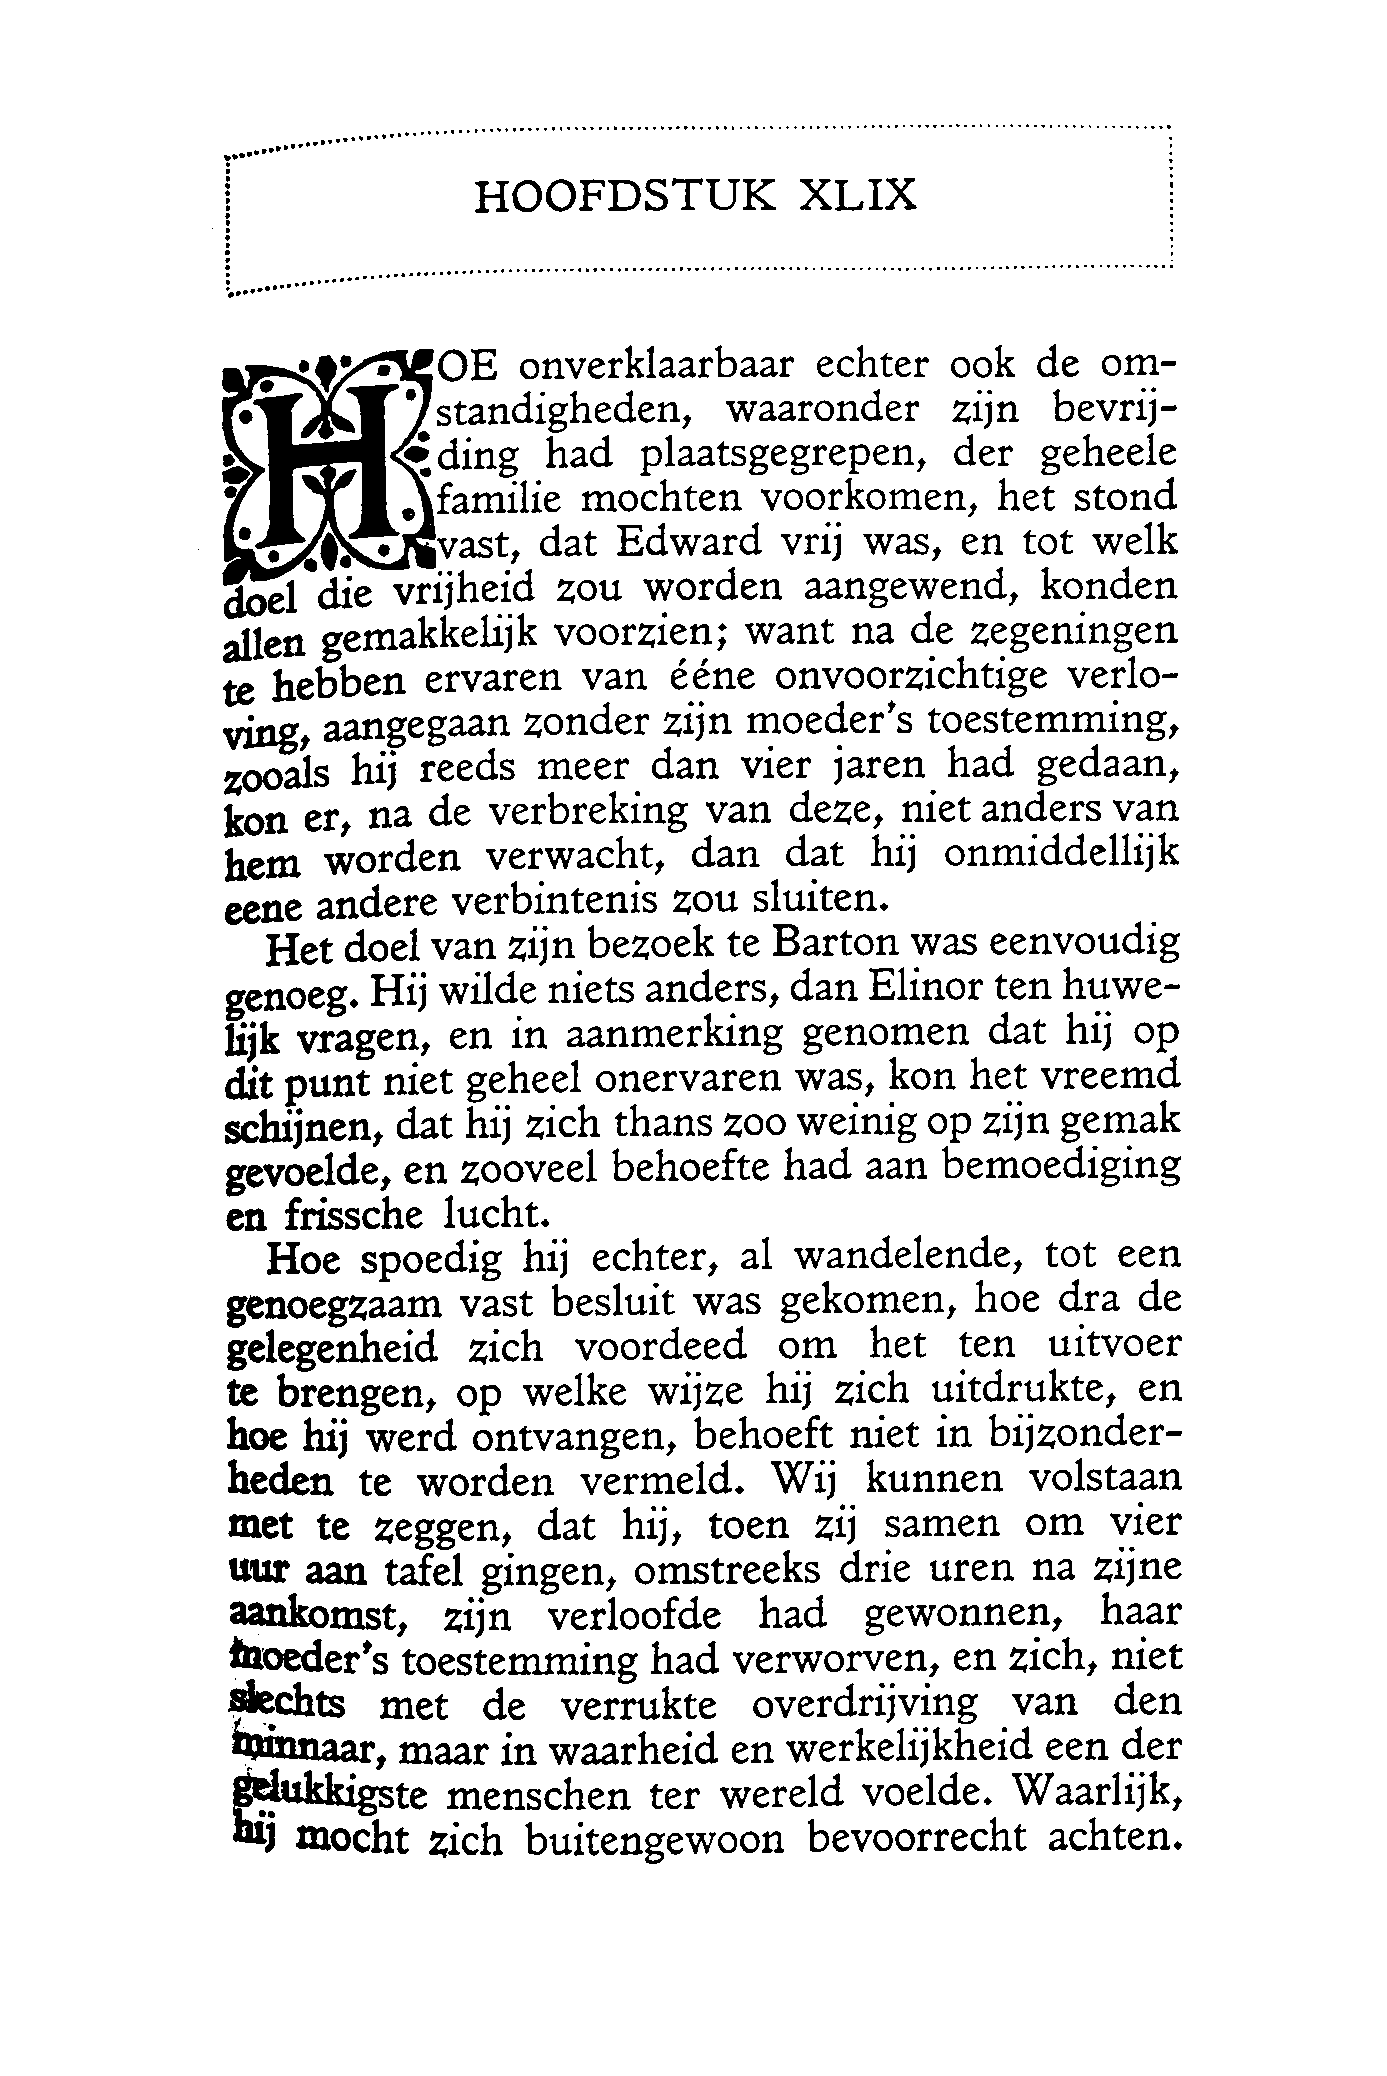 HOOFDSTUK XLIX
HOE onverklaarbaar echter ook de om-
standigheden, waaronder zijn bevrij-
ding had plaatsgegrepen, der geheele
familie mochten voorkomen, het stond
vast, dat Edward vrij was, en tot welk
doel die vrijheid zou worden aangewend, konden
allen gemakkelijk voorzien; want na de zegeningen
te hebben ervaren van ééne onvoorzichtige verlo-
ving, aangegaan zonder zijn moeder's toestemming,
zooals hij reeds meer dan vier jaren had gedaan,
kon er, na de verbreking van deze, niet anders van
hem worden verwacht, dan dat hij onmiddellijk
eene andere verbintenis zou sluiten.
Het doel van zijn bezoek te Barton was eenvoudig
genoeg. Hij wilde niets anders, dan Elinor ten huwe-
lijk vragen, en in aanmerking genomen dat hij op
dit punt niet geheel onervaren was, kon het vreemd
schijnen, dat hij zich thans zoo weinig op zijn gemak
gevoelde, en zooveel behoefte had aan bemoediging
en frissche lucht.
Hoe spoedig hij echter, al wandelende, tot een
genoegzaam vast besluit was gekomen, hoe dra de
gelegenheid zich voordeed om het ten uitvoer
te brengen, op welke wijze hij zich uitdrukte, en
hoe hij werd ontvangen, behoeft niet in bijzonder-
heden te worden vermeld. Wij kunnen volstaan
met te zeggen, dat hij, toen zij samen om vier
uur aan tafel gingen, omstreeks drie uren na zijne
aankomst, zijn verloofde had gewonnen, haar
moeder's toestemming had verworven, en zich, niet
slechts met de verrukte overdrijving van den
minnaar, maar in waarheid en werkelijkheid een der
gelukkigste menschen ter wereld voelde. Waarlijk,
hij mocht zich buitengewoon bevoorrecht achten.